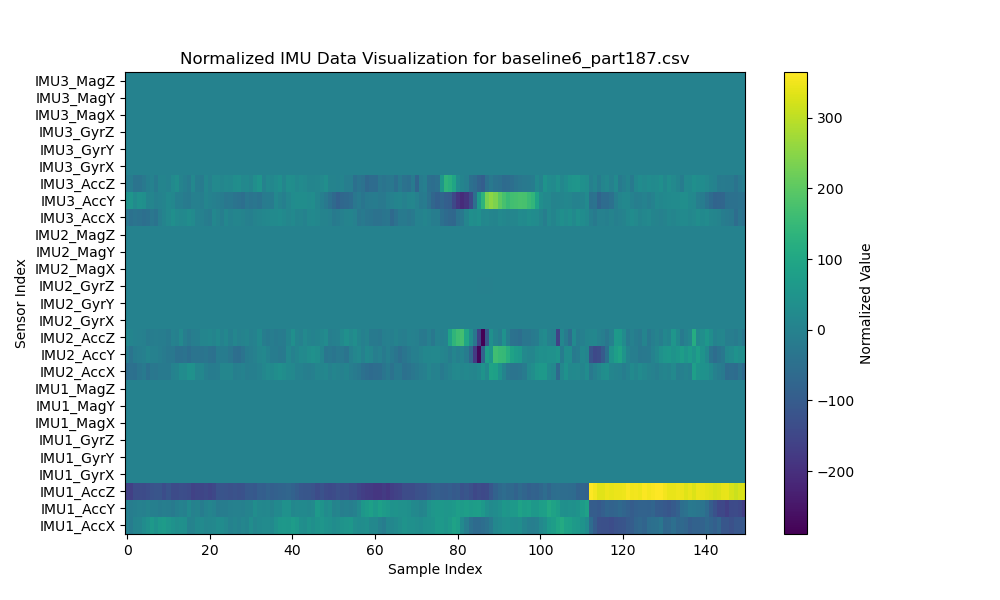 Normalized IMU Data Visualization for baseline6_part187.csv
IMU3_MagZ
IMU3_MagY
IMU3_MagX
IMU3_GyrZ
IMU3_GyrY
IMU3_GyrX
IMU3_AccZ
IMU3_AccY
IMU3_AccX
IMU2_MagZ
IMU2_MagY
IMU2_MagX
IMU2_GyrZ
IMU2_GyrY
IMU2_GyrX
IMU2_AccZ
IMU2_AccY
IMU2_AccX
IMU1_MagZ
IMU1_MagY
IMU1_MagX
IMU1_GyrZ
IMU1_GyrY
IMU1_GyrX
IMU1_AccZ
IMU1_AccY
IMU1_AccX
Sensor Index
0 20 40 60 80 100 120 140
Sample Index
300
200
100
0
−100
−200
Normalized Value